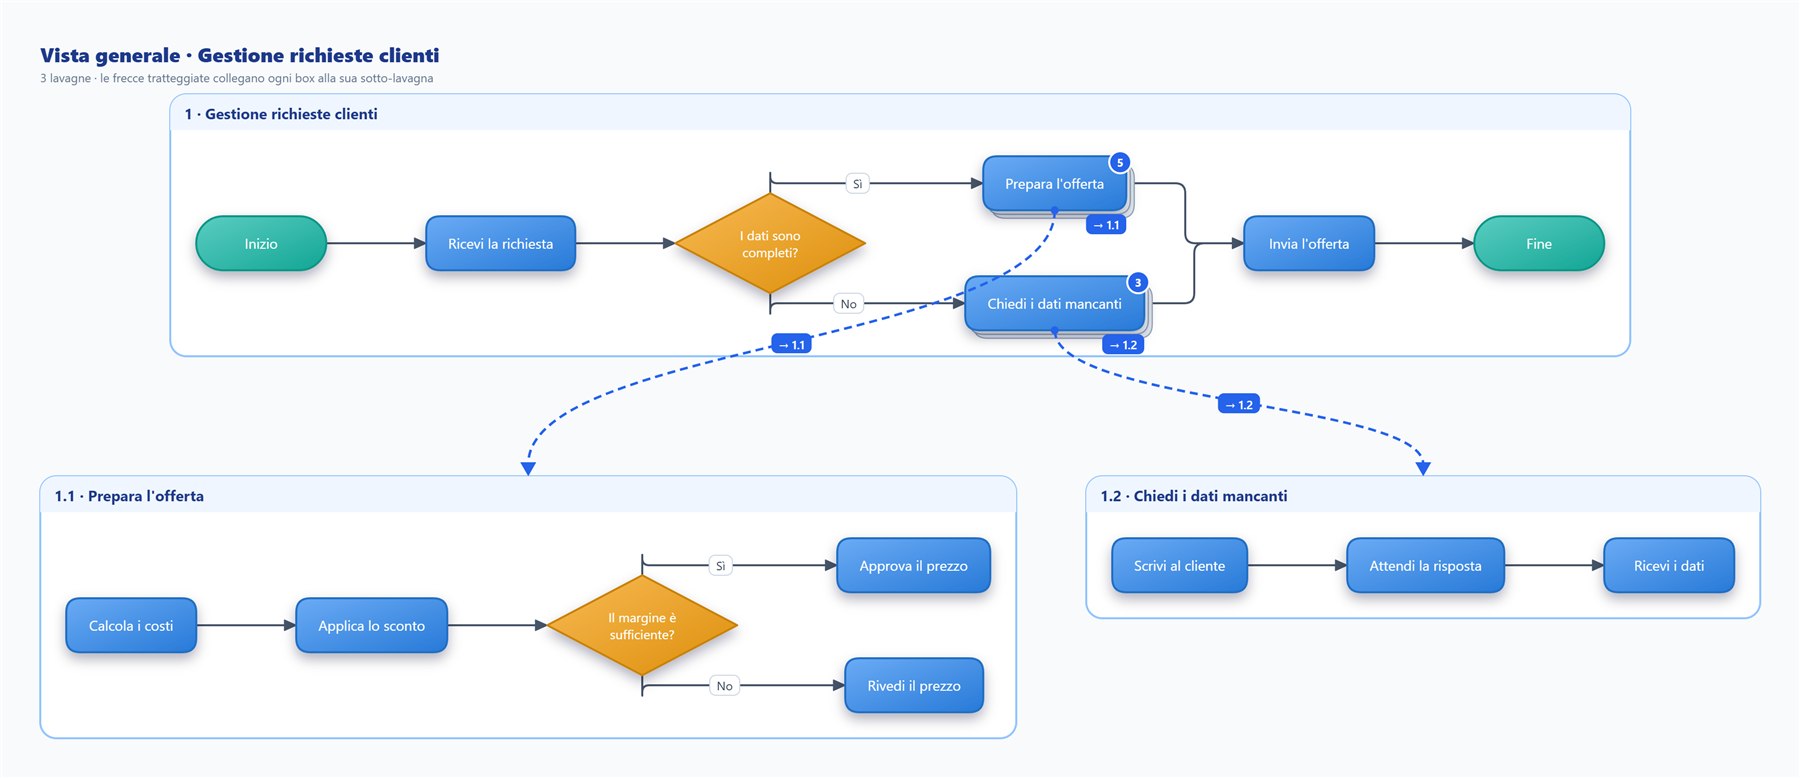 Vista generale · Gestione richieste clienti
3 lavagne · le frecce tratteggiate collegano ogni box alla sua sotto-lavagna
1 · Gestione richieste clienti
Inizio
Ricevi la richiesta
I dati sono
completi?
Sì
No
Prepara l'offerta
5
→ 1.1
Chiedi i dati mancanti
3
→ 1.2
Invia l'offerta
Fine
→ 1.1
→ 1.2
1.1 · Prepara l'offerta
Calcola i costi
Applica lo sconto
Il margine è
sufficiente?
Sì
No
Approva il prezzo
Rivedi il prezzo
1.2 · Chiedi i dati mancanti
Scrivi al cliente
Attendi la risposta
Ricevi i dati